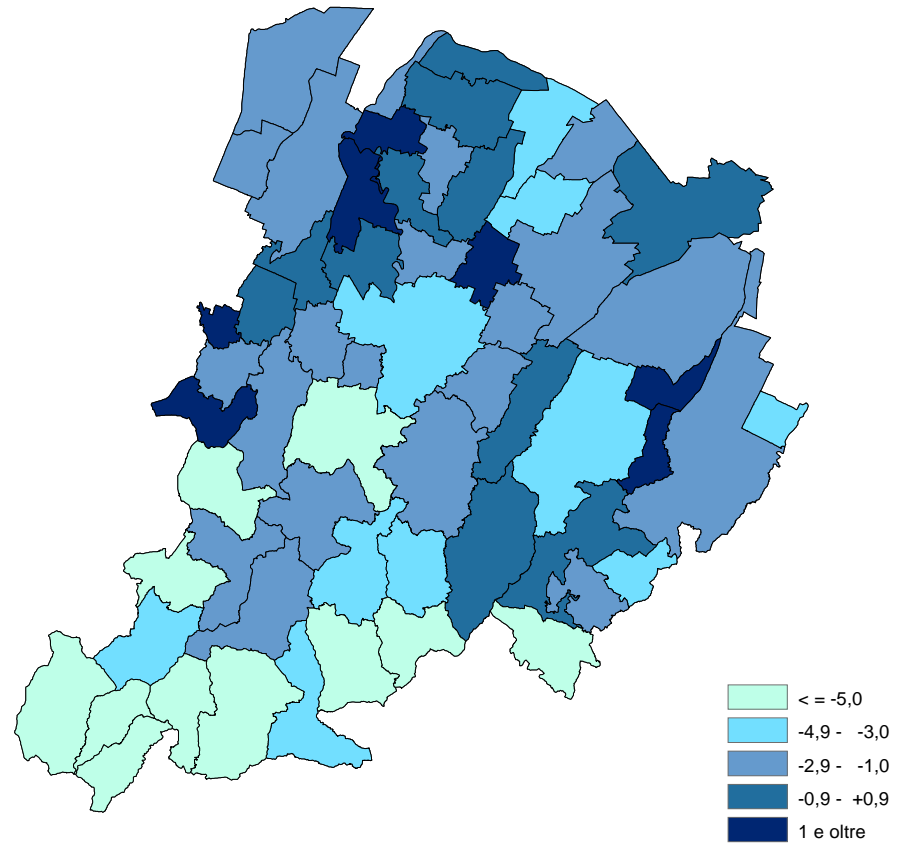 < = -5,0
-4,9 - -3,0
-2,9 - -1,0
-0,9 - +0,9
1 e oltre